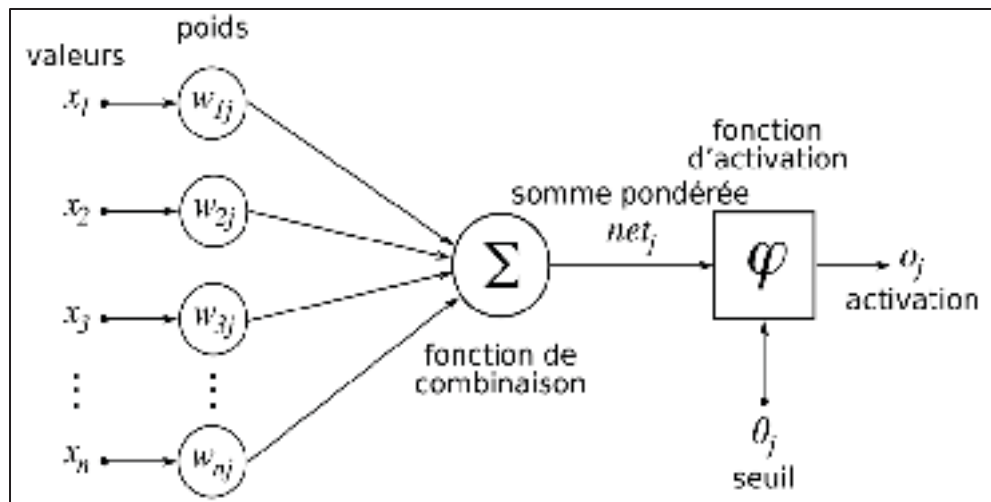 poids
valeurs
x1 w1j
fonction
d'activation
x2 w2j
somme pondérée
netj
Σ φ oj
activation
x3 w3j
fonction de
combinaison
⋮ ⋮
θj
xn wnj
seuil